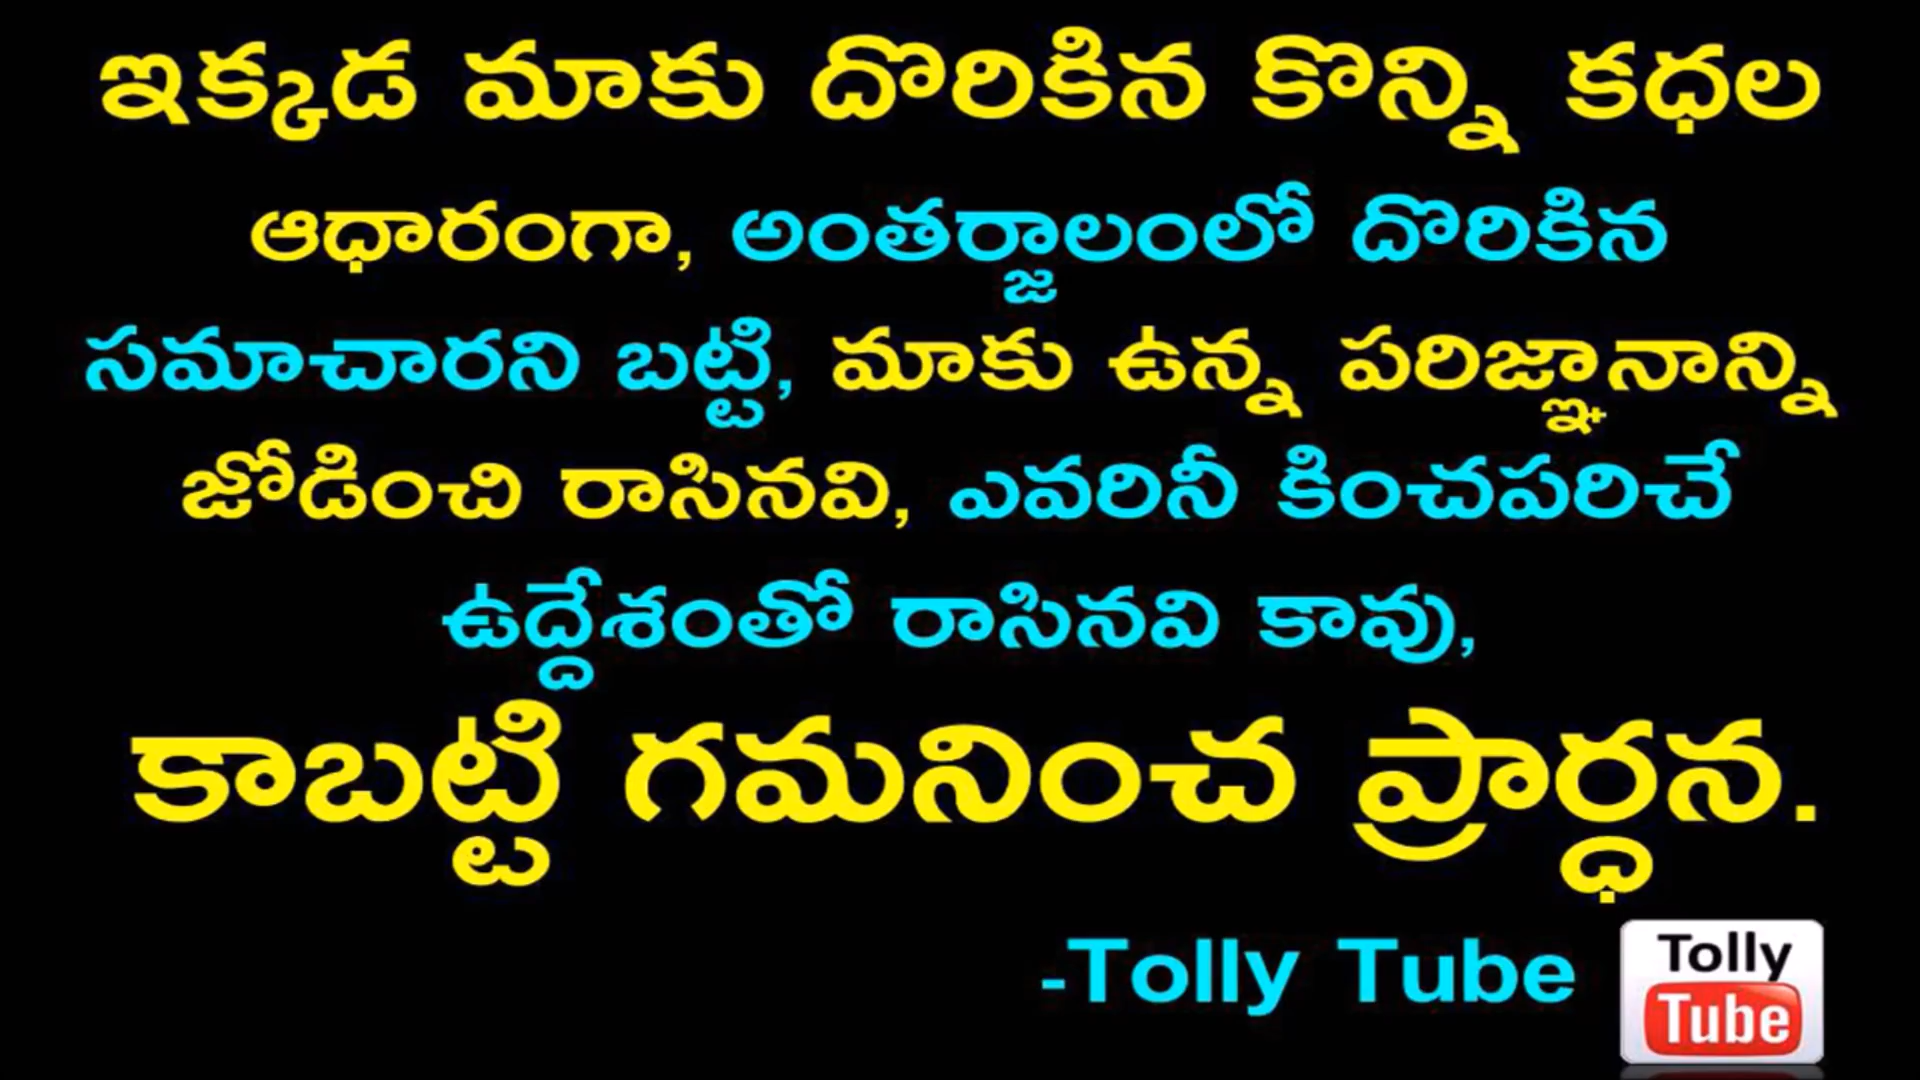 ఇక్కడ మాకు దొరికిన కొన్ని కధల
ఆధారంగా, అంతర్జాలంలో దొరికిన
సమాచారని బట్టి, మాకు ఉన్న పరిజ్ఞానాన్ని
జోడించి రాసినవి, ఎవరినీ కించపరిచే
ఉద్దేశంతో రాసినవి కావు,
కాబట్టి గమనించ ప్రార్ధన.
-Tolly Tube
Tolly
Tube